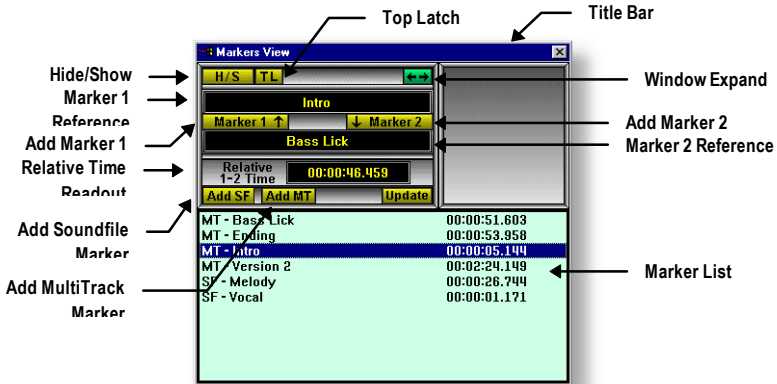 Top Latch
Title Bar
Markers View
Hide/Show
H/S TL
Window Expand
Marker 1
Reference
Intro
Add Marker 1
Marker 1 ↑ ↓ Marker 2
Add Marker 2
Bass Lick
Marker 2 Reference
Relative Time
Readout
Relative
1-2 Time
00:00:46.459
Add SF Add MT Update
Add Soundfile
Marker
MT - Bass Lick 00:00:51.603
MT - Ending 00:00:53.958
MT - Intro 00:00:05.144
MT - Version 2 00:02:24.149
SF - Melody 00:00:26.744
SF - Vocal 00:00:01.171
Marker List
Add MultiTrack
Marker